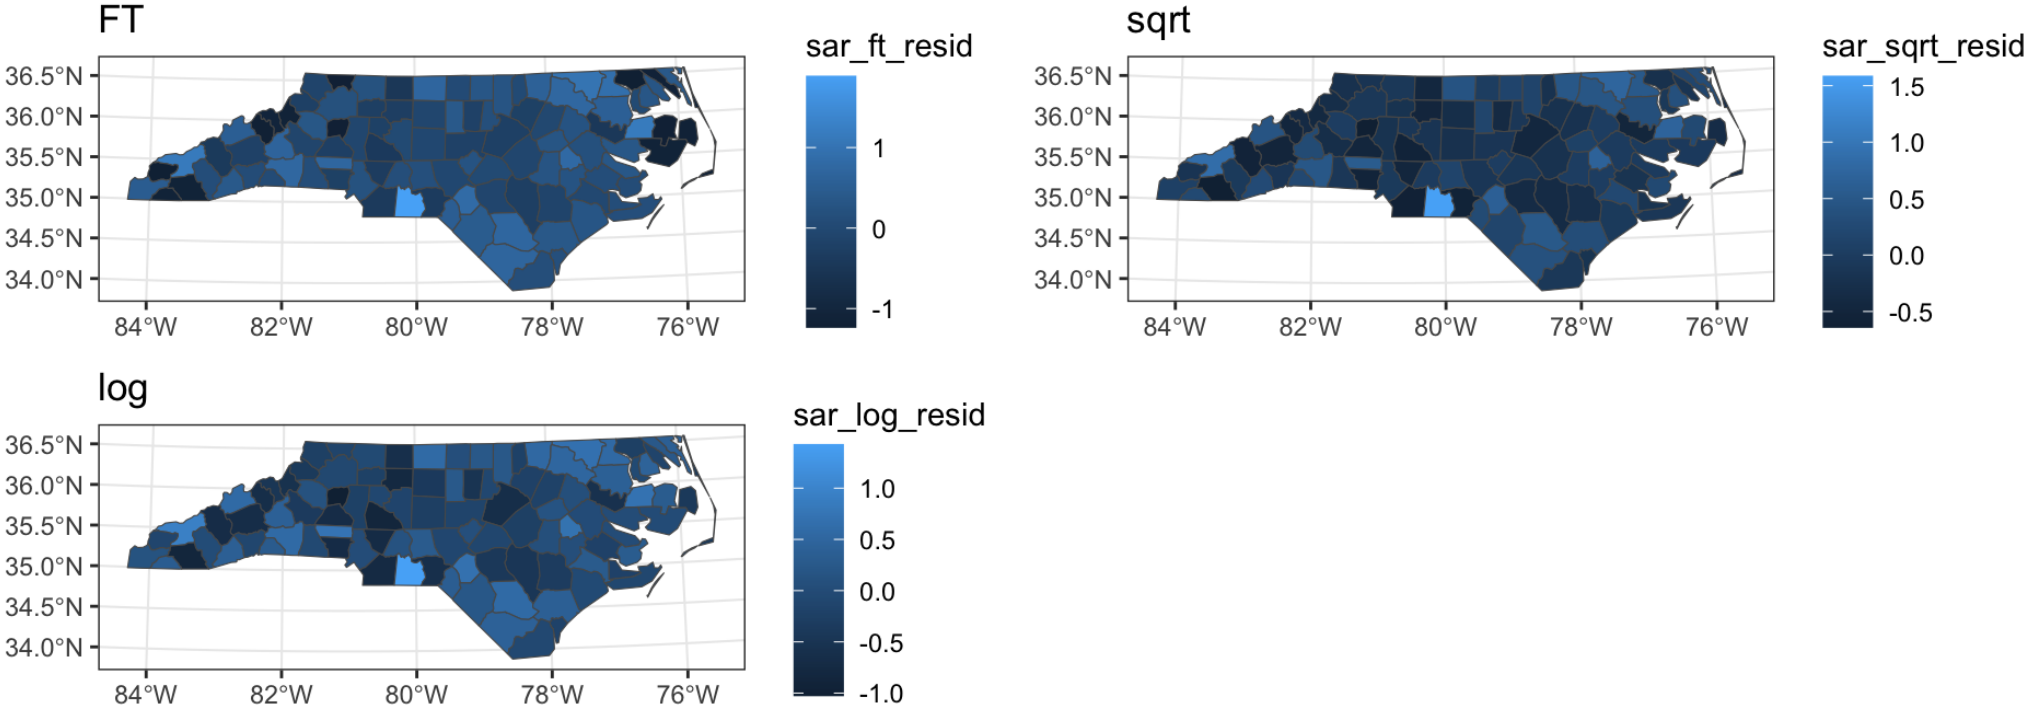 FT
sar_ft_resid
36.5°N
36.0°N
35.5°N
35.0°N
34.5°N
34.0°N
84°W 82°W 80°W 78°W 76°W
1
0
-1
sqrt
sar_sqrt_resid
36.5°N
36.0°N
35.5°N
35.0°N
34.5°N
34.0°N
84°W 82°W 80°W 78°W 76°W
1.5
1.0
0.5
0.0
-0.5
log
sar_log_resid
36.5°N
36.0°N
35.5°N
35.0°N
34.5°N
34.0°N
84°W 82°W 80°W 78°W 76°W
1.0
0.5
0.0
-0.5
-1.0